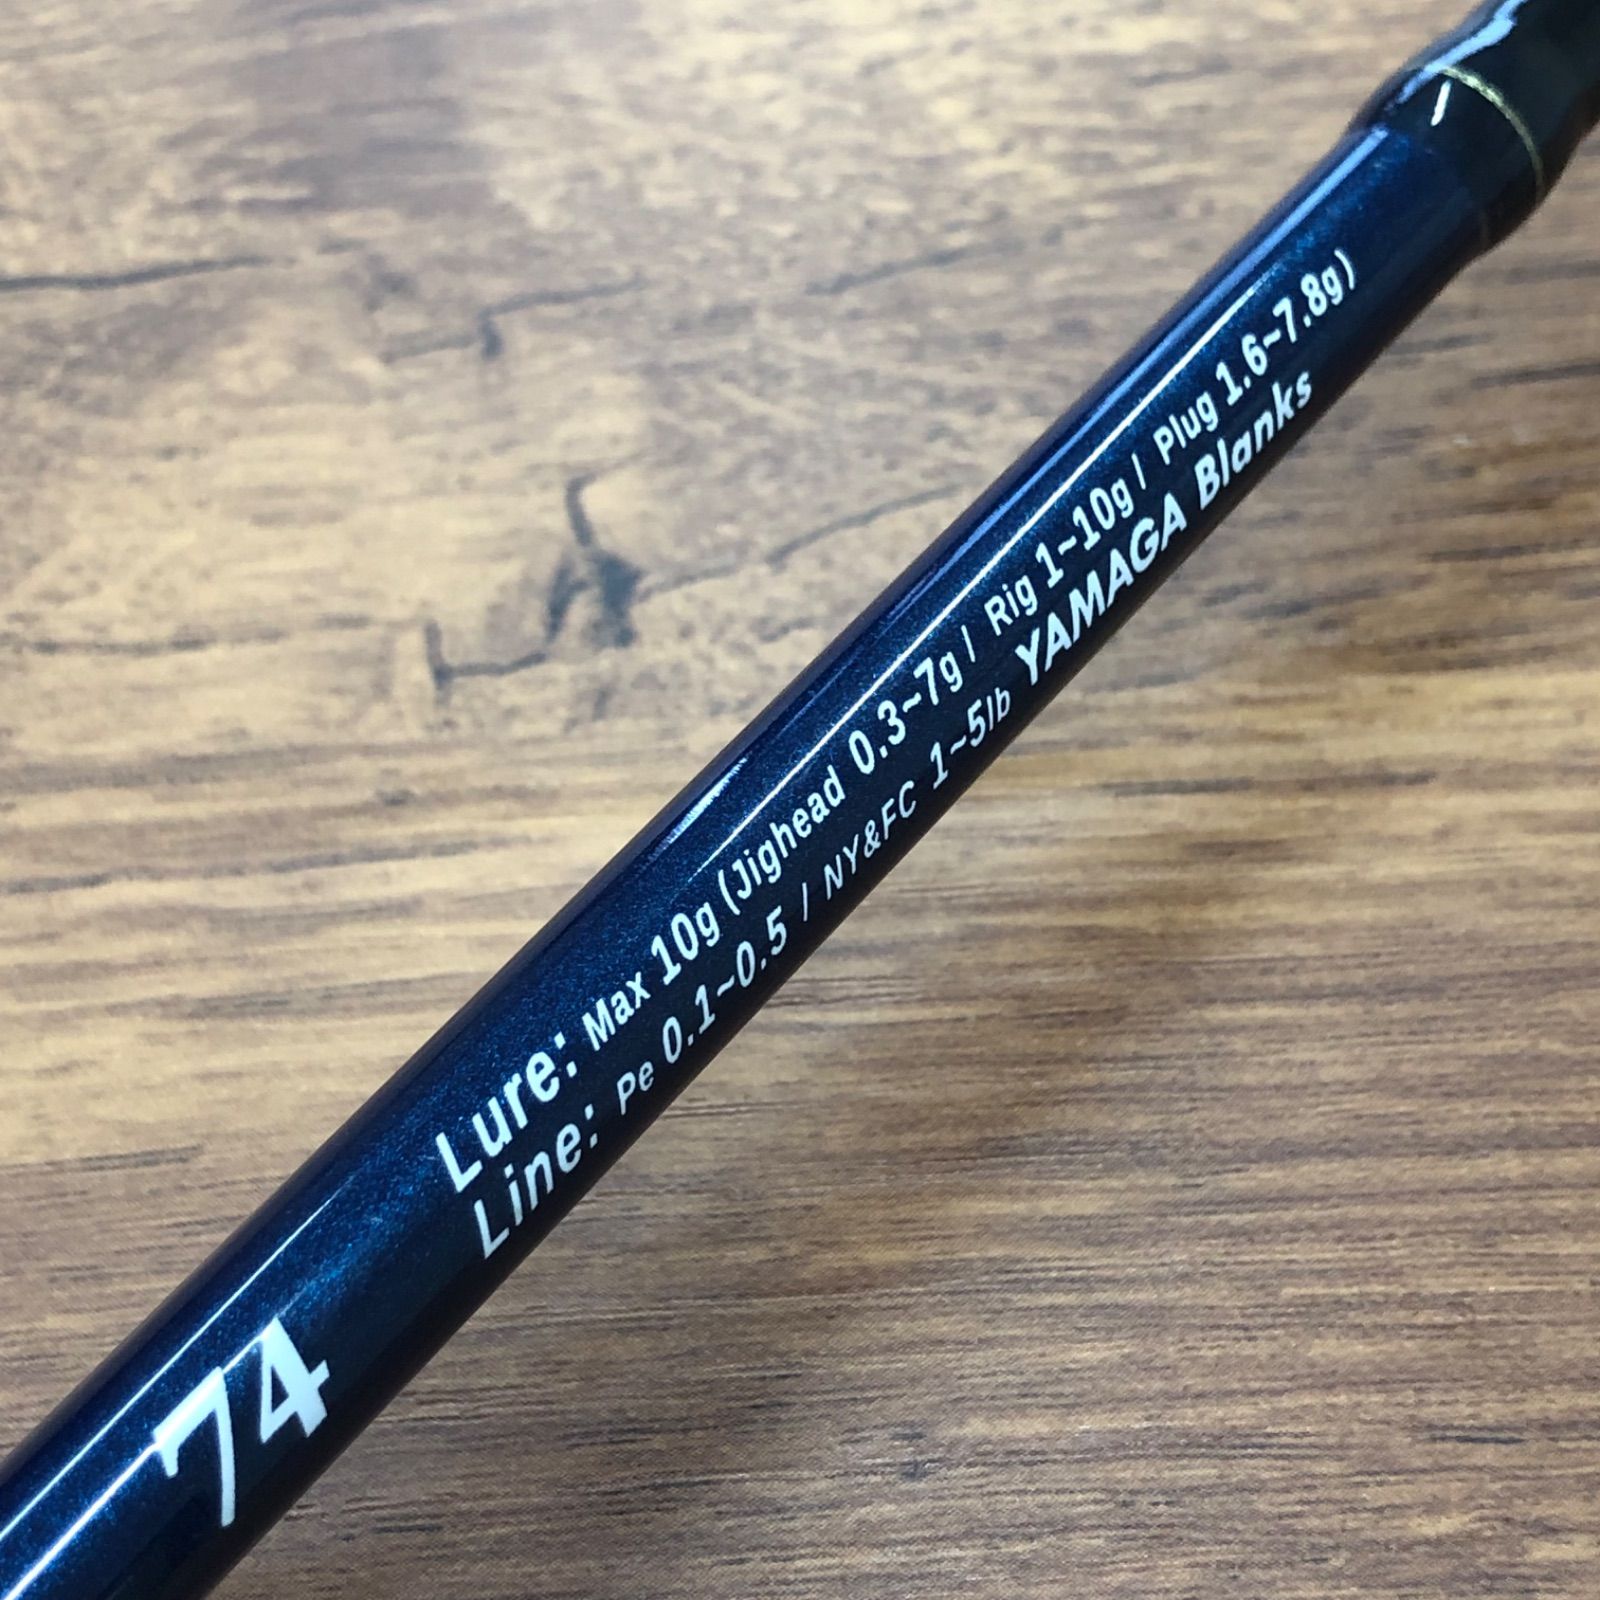 Lure: Max 10g (Jighead 0.3~7g / Rig 1~10g / Plug 1.6~7.8g)
Line: Pe 0.1~0.5 / NY&FC 1~5lb YAMAGA Blanks
74